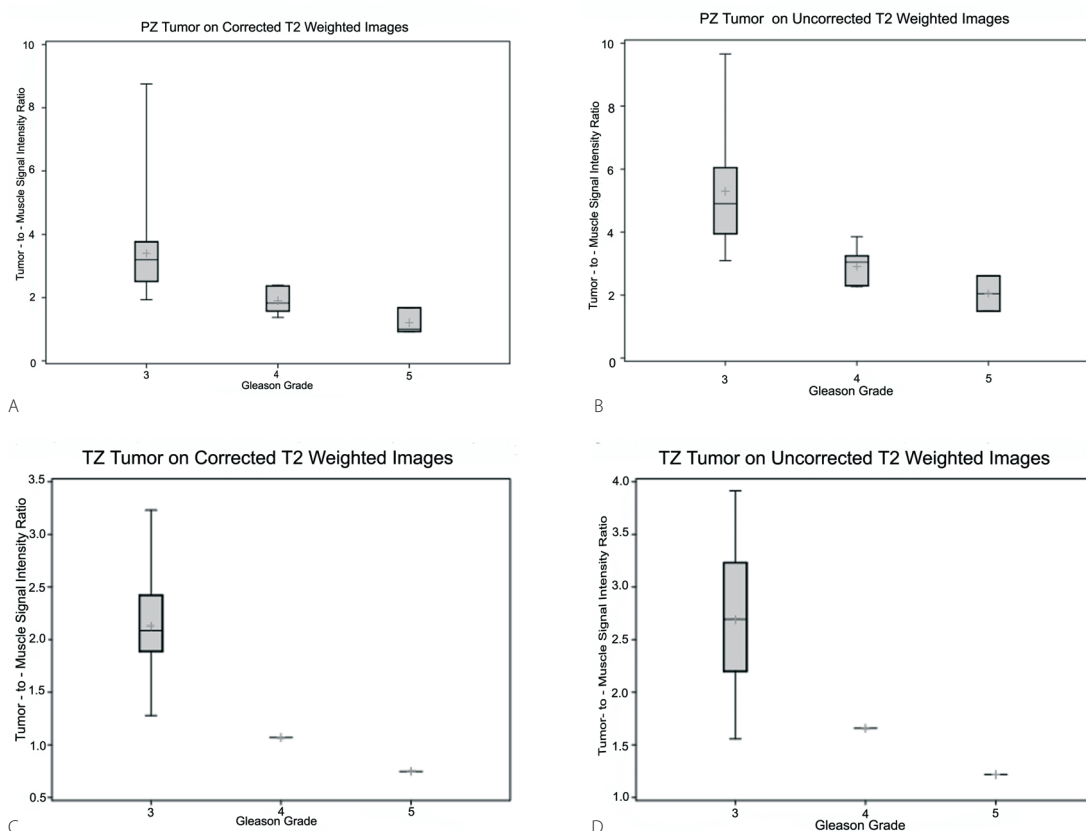 PZ Tumor on Corrected T2 Weighted Images
Tumor - to - Muscle Signal Intensity Ratio
10
8
6
4
2
0
3
4
5
Gleason Grade
A
PZ Tumor on Uncorrected T2 Weighted Images
Tumor - to - Muscle Signal Intensity Ratio
10
8
6
4
2
0
3
4
5
Gleason Grade
B
TZ Tumor on Corrected T2 Weighted Images
Tumor - to - Muscle Signal Intensity Ratio
3.5
3.0
2.5
2.0
1.5
1.0
0.5
3
4
5
Gleason Grade
C
TZ Tumor on Uncorrected T2 Weighted Images
Tumor- to - Muscle Signal Intensity Ratio
4.0
3.5
3.0
2.5
2.0
1.5
1.0
3
4
5
Gleason Grade
D